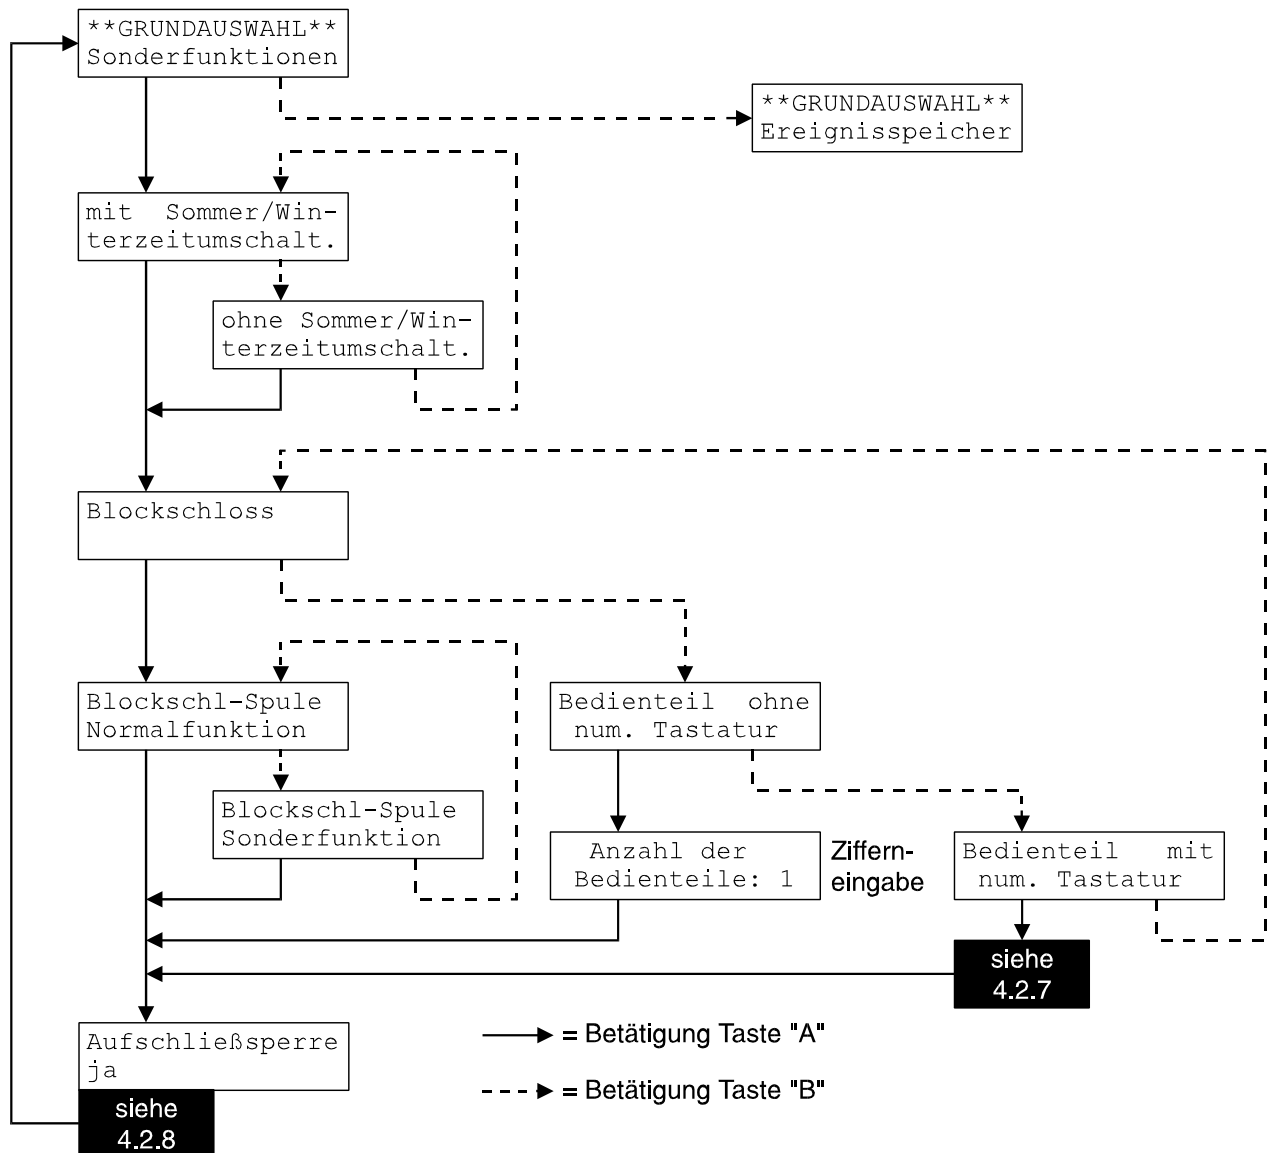 **GRUNDAUSWAHL**
Sonderfunktionen
**GRUNDAUSWAHL**
Ereignisspeicher
mit Sommer/Win-
terzeitumschalt.
ohne Sommer/Win-
terzeitumschalt.
Blockschloss
Blockschl-Spule
Normalfunktion
Bedienteil ohne
num. Tastatur
Blockschl-Spule
Sonderfunktion
Anzahl der
Bedienteile: 1
Ziffern-
eingabe
Bedienteil mit
num. Tastatur
siehe
4.2.7
Aufschließsperre
ja
siehe
4.2.8
= Betätigung Taste "A"
= Betätigung Taste "B"